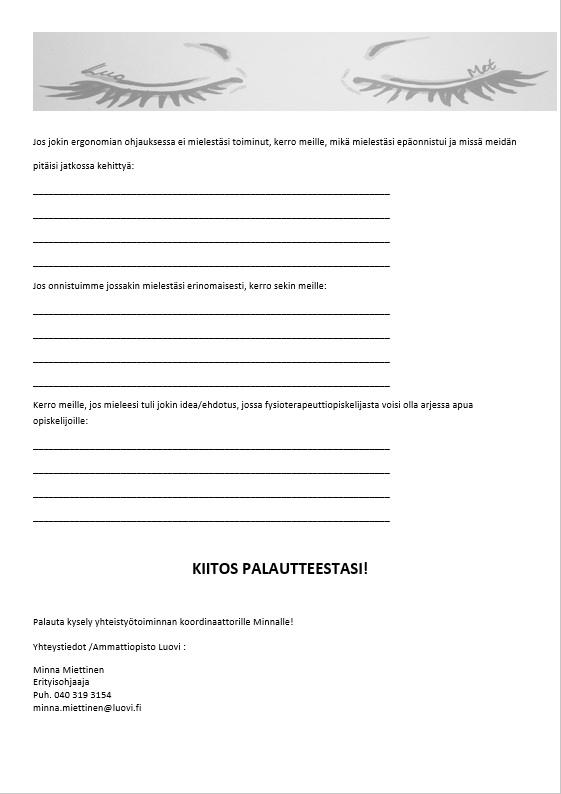 Luo
Met
Jos jokin ergonomian ohjauksessa ei mielestäsi toiminut, kerro meille, mikä mielestäsi epäonnistui ja missä meidän
pitäisi jatkossa kehittyä:
Jos onnistuimme jossakin mielestäsi erinomaisesti, kerro sekin meille:
Kerro meille, jos mieleesi tuli jokin idea/ehdotus, jossa fysioterapeuttiopiskelijasta voisi olla arjessa apua
opiskelijoille:
KIITOS PALAUTTEESTASI!
Palauta kysely yhteistyötoiminnan koordinaattorille Minnalle!
Yhteystiedot /Ammattiopisto Luovi :
Minna Miettinen
Erityisohjaaja
Puh. 040 319 3154
minna.miettinen@luovi.fi